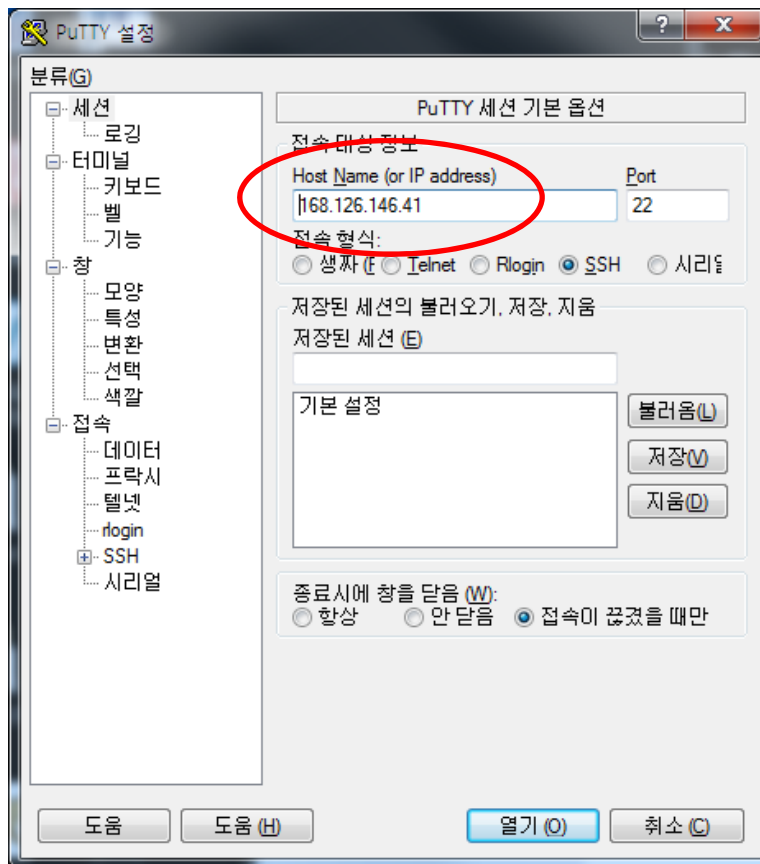 PuTTY 설정
분류(G)
세션
로깅
터미널
키보드
벨
기능
창
모양
특성
변환
선택
색깔
접속
데이터
프락시
텔넷
rlogin
SSH
시리얼
PuTTY 세션 기본 옵션
접속 대상 정보
Host Name (or IP address) Port
168.126.146.41 22
접속 형식:
생짜 Telnet Rlogin SSH 시리얼
저장된 세션의 불러오기, 저장, 지움
저장된 세션 (E)
기본 설정
불러옴(L)
저장(V)
지움(D)
종료시에 창을 닫음 (W):
항상 안 닫음 접속이 끊겼을 때만
도움 도움 (H) 열기 (O) 취소 (C)